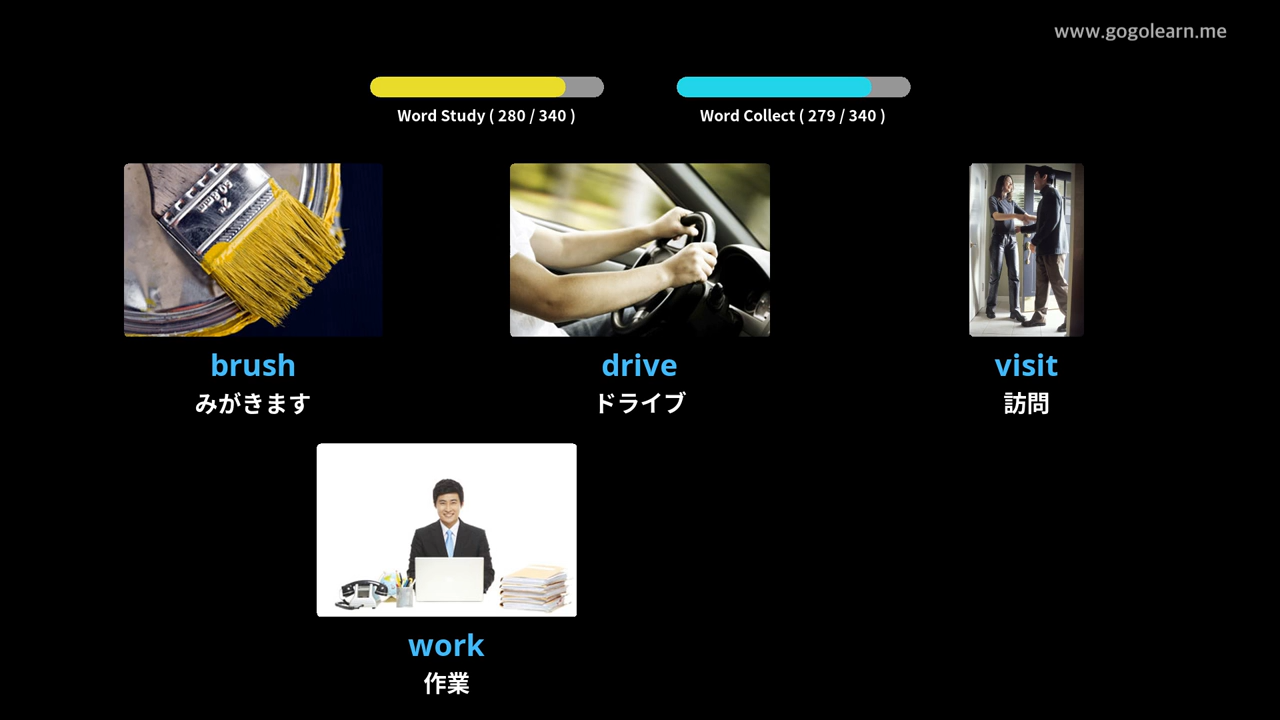 www.gogolearn.me
Word Study ( 280 / 340 )
Word Collect ( 279 / 340 )
brush
みがきます
drive
ドライブ
visit
訪問
work
作業